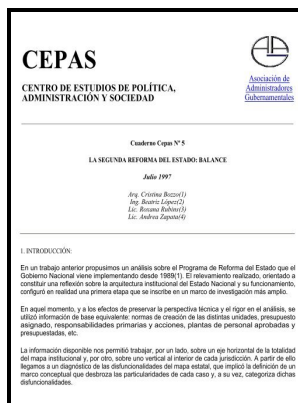 CEPAS
CENTRO DE ESTUDIOS DE POLÍTICA,
ADMINISTRACIÓN Y SOCIEDAD
Asociación de
Administradores
Gubernamentales
Cuaderno Cepas Nº 5
LA SEGUNDA REFORMA DEL ESTADO: BALANCE
Julio 1997
Arq. Cristina Bozzo(1)
Ing. Beatriz López(2)
Lic. Roxana Rubins(3)
Lic. Andrea Zapata(4)
1. INTRODUCCIÓN:
En un trabajo anterior propusimos un análisis sobre el Programa de Reforma del Estado que el
Gobierno Nacional viene implementando desde 1989(1). El relevamiento realizado, orientado a
constituir una reflexión sobre la arquitectura institucional del Estado Nacional y su funcionamiento,
configuró en realidad una primera etapa que se inscribe en un marco de investigación más amplio.
En aquel momento, y a los efectos de preservar la perspectiva técnica y el rigor en el análisis, se
utilizó información de base equivalente: normas de creación de las distintas unidades, presupuesto
asignado, responsabilidades primarias y acciones, plantas de personal aprobadas y
presupuestadas, etc.
La información disponible nos permitió trabajar, por un lado, sobre un eje horizontal de la totalidad
del mapa institucional y, por otro, sobre uno vertical al interior de cada jurisdicción. A partir de ello
llegamos a un diagnóstico de las disfuncionalidades del mapa estatal, que implicó la definición de un
marco conceptual que desbroza las particularidades de cada caso y, a su vez, categoriza dichas
disfuncionalidades.